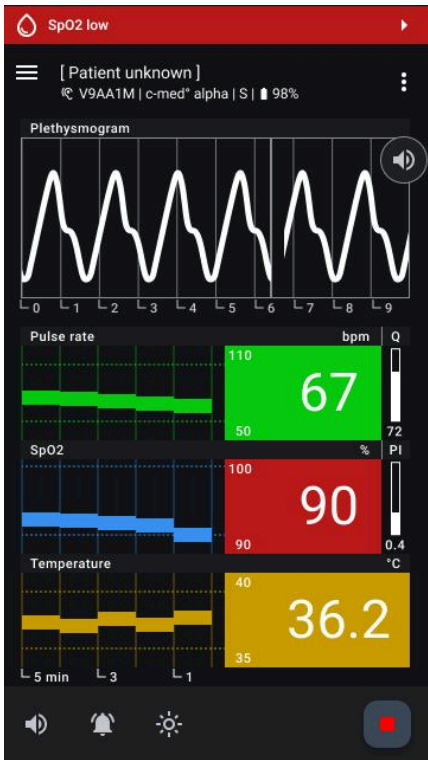 SpO2 low
[ Patient unknown ]
V9AA1M | c-med° alpha | S | 98%
Plethysmogram
0 1 2 3 4 5 6 7 8 9
Pulse rate bpm Q
110
67
50 72
SpO2 % PI
100
90
90 0.4
Temperature °C
40
36.2
35
5 min 3 1